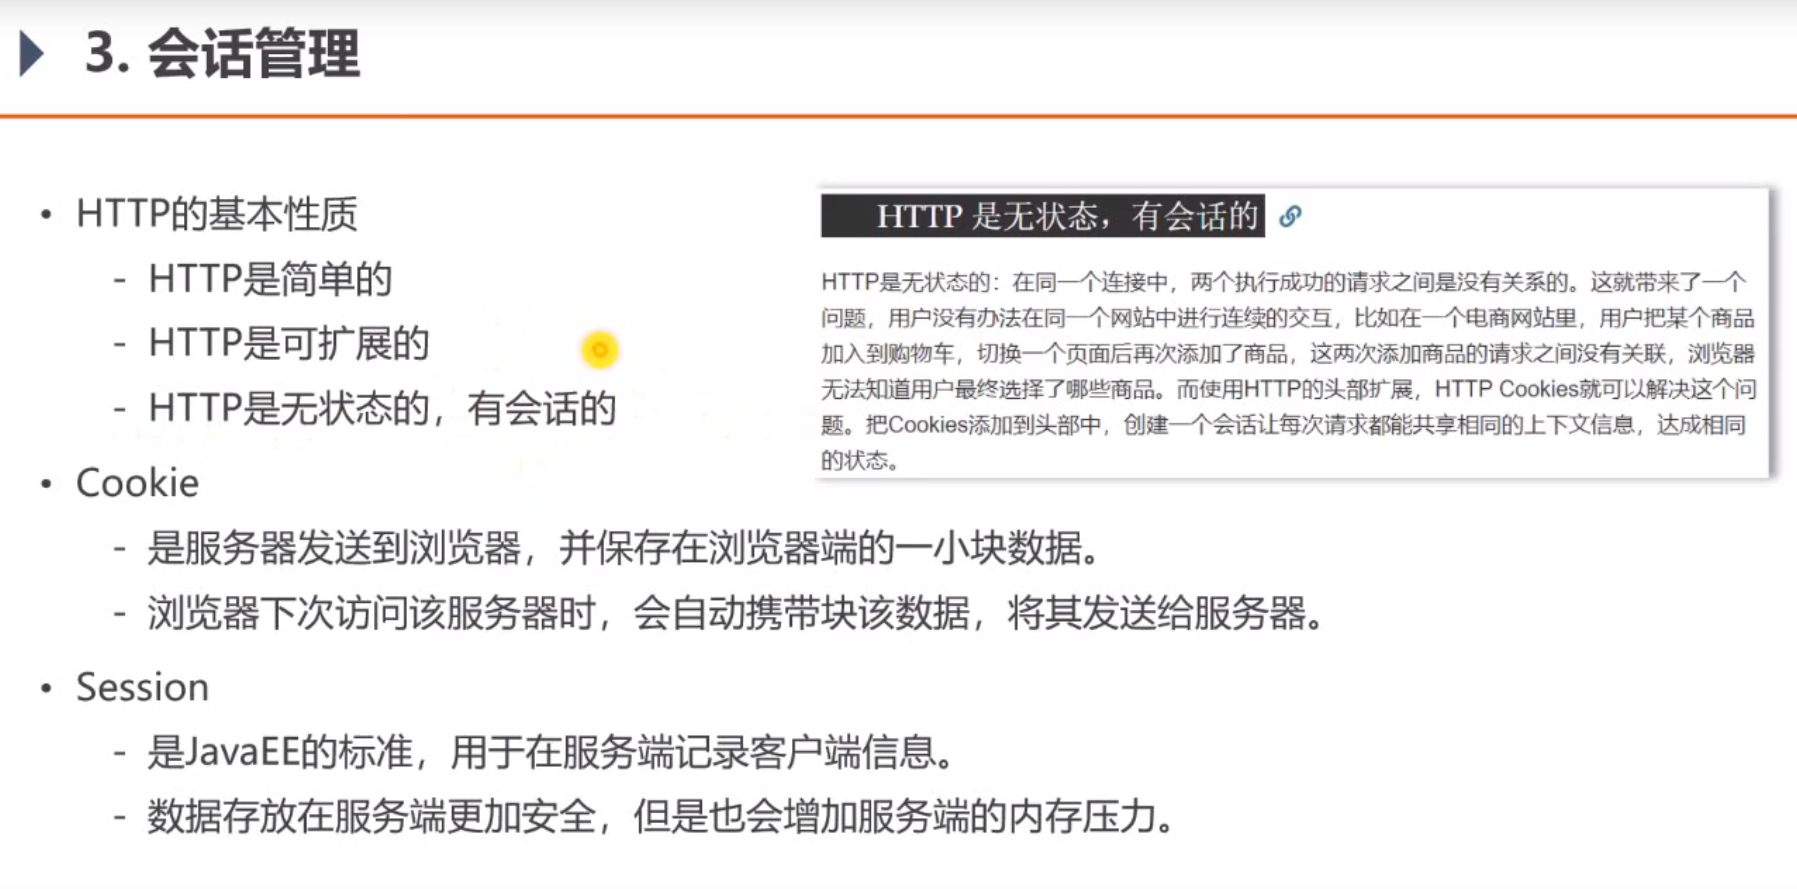 3. 会话管理
• HTTP的基本性质
- HTTP是简单的
- HTTP是可扩展的
- HTTP是无状态的，有会话的
HTTP 是无状态，有会话的
HTTP是无状态的：在同一个连接中，两个执行成功的请求之间是没有关系的。这就带来了一个
问题，用户没有办法在同一个网站中进行连续的交互，比如在一个电商网站里，用户把某个商品
加入到购物车，切换一个页面后再次添加了商品，这两次添加商品的请求之间没有关联，浏览器
无法知道用户最终选择了哪些商品。而使用HTTP的头部扩展，HTTP Cookies就可以解决这个问
题。把Cookies添加到头部中，创建一个会话让每次请求都能共享相同的上下文信息，达成相同
的状态。
• Cookie
- 是服务器发送到浏览器，并保存在浏览器端的一小块数据。
- 浏览器下次访问该服务器时，会自动携带块该数据，将其发送给服务器。
• Session
- 是JavaEE的标准，用于在服务端记录客户端信息。
- 数据存放在服务端更加安全，但是也会增加服务端的内存压力。